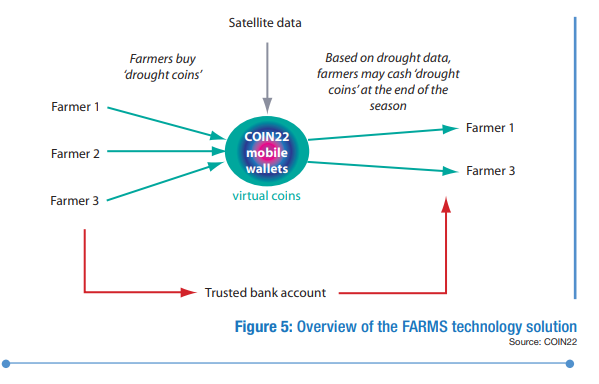 Satellite data
Farmers buy
'drought coins'
Based on drought data,
farmers may cash 'drought
coins' at the end of the
season
Farmer 1
Farmer 2
Farmer 3
COIN22
mobile
wallets
virtual coins
Farmer 1
Farmer 3
Trusted bank account
Figure 5: Overview of the FARMS technology solution
Source: COIN22